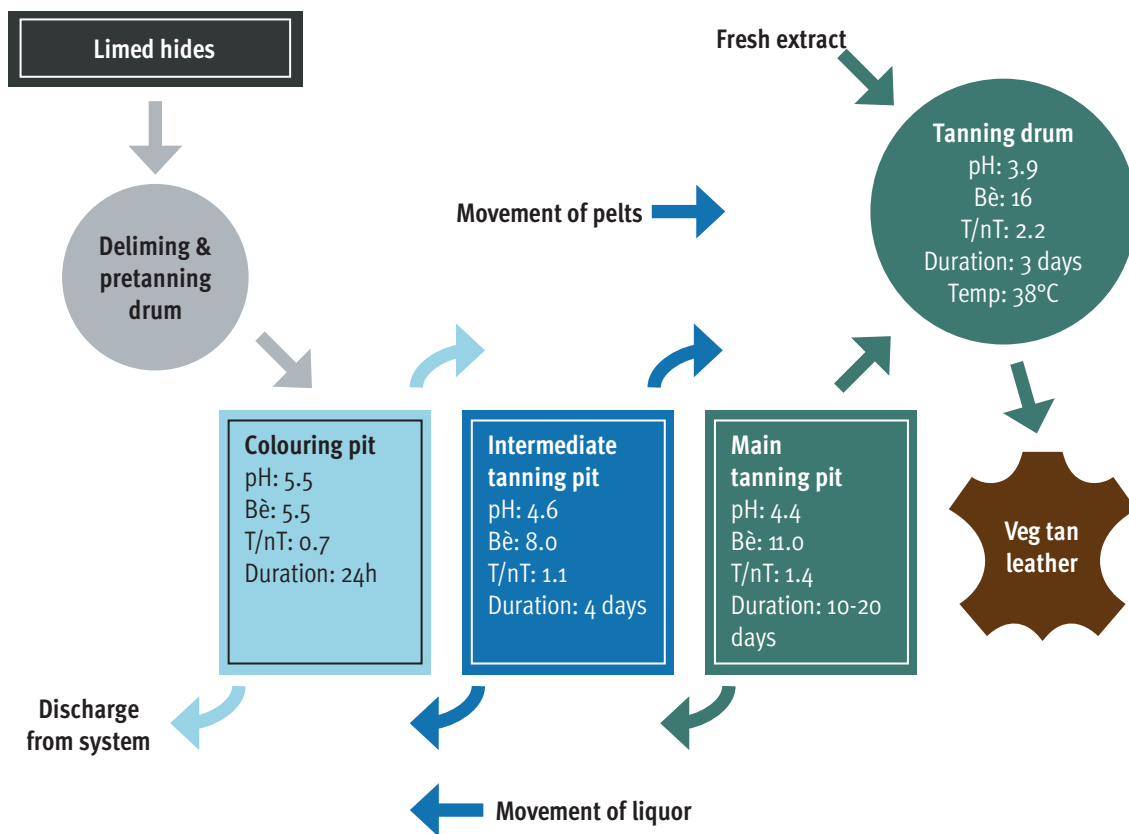 Limed hides
Fresh extract
Tanning drum
pH: 3.9
Bè: 16
T/nT: 2.2
Duration: 3 days
Temp: 38°C
Movement of pelts
Deliming &
pretanning
drum
Colouring pit
pH: 5.5
Bè: 5.5
T/nT: 0.7
Duration: 24h
Intermediate
tanning pit
pH: 4.6
Bè: 8.0
T/nT: 1.1
Duration: 4 days
Main
tanning pit
pH: 4.4
Bè: 11.0
T/nT: 1.4
Duration: 10-20
days
Veg tan
leather
Discharge
from system
Movement of liquor